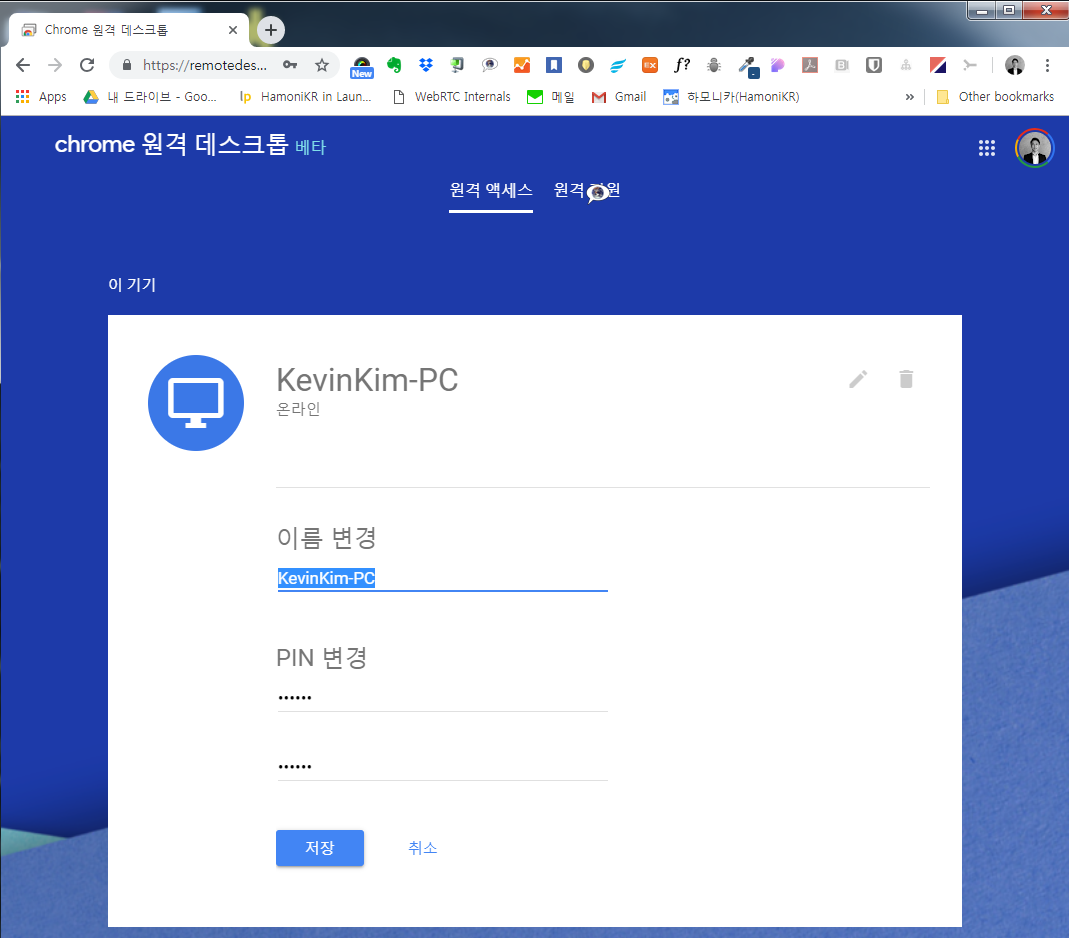 Chrome 원격 데스크톱
https://remotedes...
New
Apps
내 드라이브 - Goo...
HamoniKR in Laun...
WebRTC Internals
메일
Gmail
하모니카(HamoniKR)
»
Other bookmarks
chrome 원격 데스크톱 베타
원격 액세스
원격 원
이 기기
KevinKim-PC
온라인
이름 변경
KevinKim-PC
PIN 변경
••••••
••••••
저장
취소